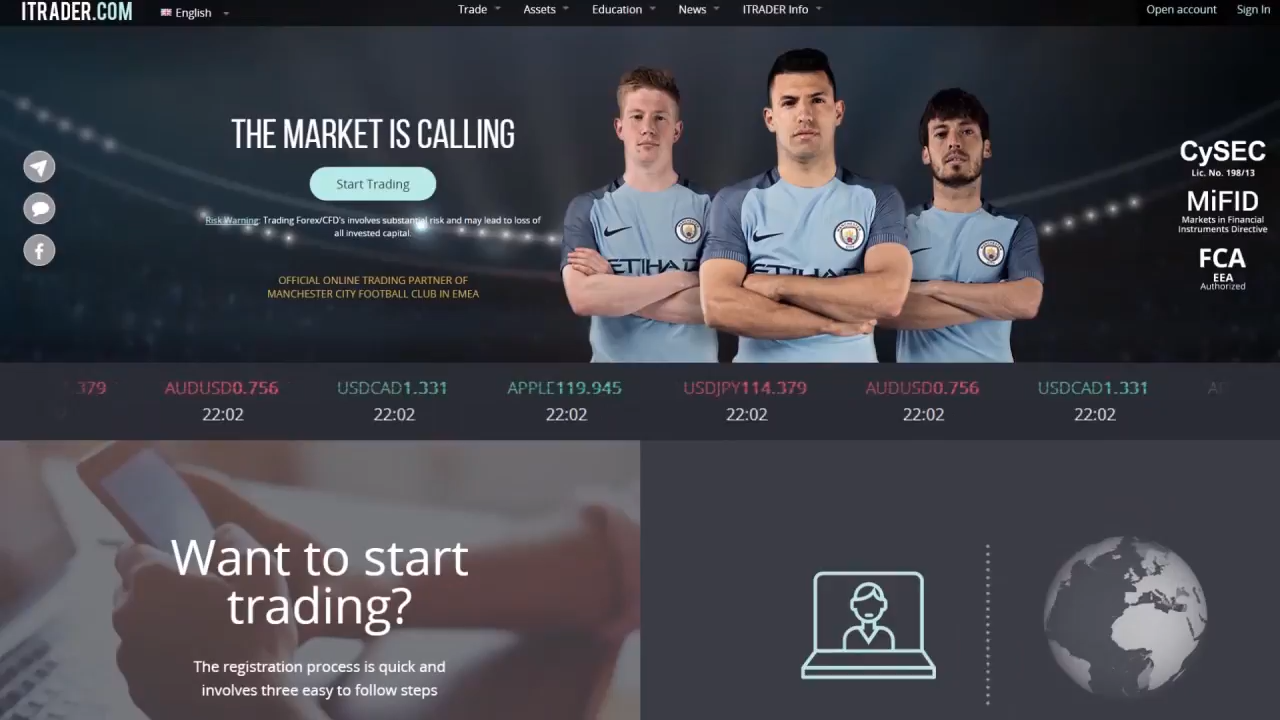 ITRADER.COM
English
Trade
Assets
Education
News
ITRADER Info
Open account
Sign In
THE MARKET IS CALLING
Start Trading
Risk Warning: Trading Forex/CFD's involves substantial risk and may lead to loss of
all invested capital.
OFFICIAL ONLINE TRADING PARTNER OF
MANCHESTER CITY FOOTBALL CLUB IN EMEA
ETIHAD
ETIHAD
CySEC
Lic. No. 198/13
MiFID
Markets in Financial
Instruments Directive
FCA
EEA
Authorized
.379
AUDUSD0.756
USDCAD1.331
APPLE119.945
USDJPY114.379
AUDUSD0.756
USDCAD1.331
22:02
22:02
22:02
22:02
22:02
22:02
Want to start
trading?
The registration process is quick and
involves three easy to follow steps